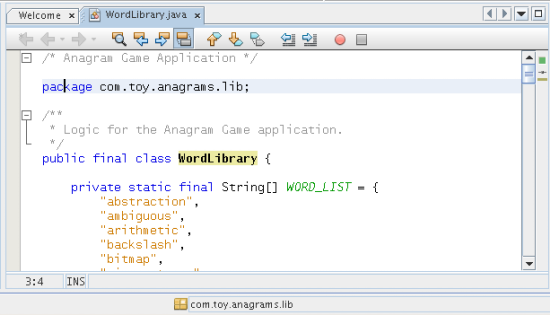 Welcome
WordLibrary.java
/* Anagram Game Application */
package com.toy.anagrams.lib;
/**
* Logic for the Anagram Game application.
*/
public final class WordLibrary {
private static final String[] WORD_LIST = {
"abstraction",
"ambiguous",
"arithmetic",
"backslash",
"bitmap",
3:4 INS
com.toy.anagrams.lib